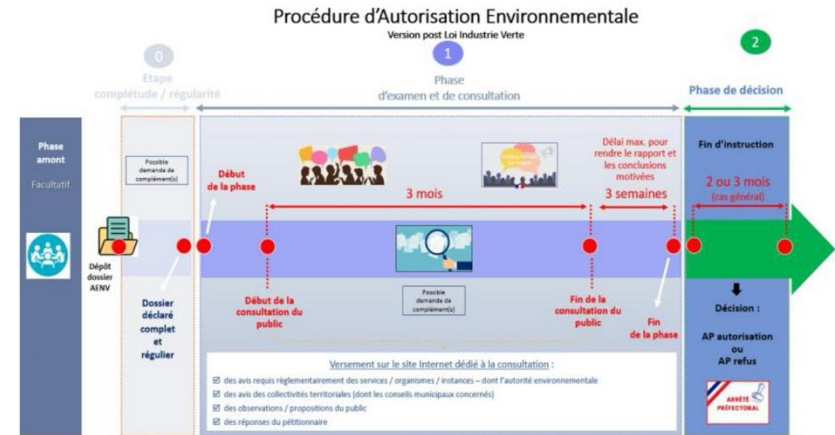 Procédure d'Autorisation Environnementale
Version post Loi Industrie Verte
0
Etape
complétude / régularité
1
Phase
d'examen et de consultation
2
Phase de décision
Phase
amont
Facultatif
Dépôt
dossier
AENV
Possible
demande de
complément(s)
Dossier
déclaré
complet
et
régulier
Début
de la phase
3 mois
Délai max. pour
rendre le rapport et
les conclusions
motivées
3 semaines
Début de la
consultation du
public
Possible
demande de
complément(s)
Fin de la
consultation du
public
Fin
de la phase
Versement sur le site Internet dédié à la consultation :
☑ des avis requis règlementairement des services / organismes / instances – dont l'autorité environnementale
☑ des avis des collectivités territoriales (dont les conseils municipaux concernés)
☑ des observations / propositions du public
☑ des réponses du pétitionnaire
Fin d'instruction
2 ou 3 mois
(cas général)
Décision :
AP autorisation
ou
AP refus
ARRÊTÉ
PRÉFECTORAL